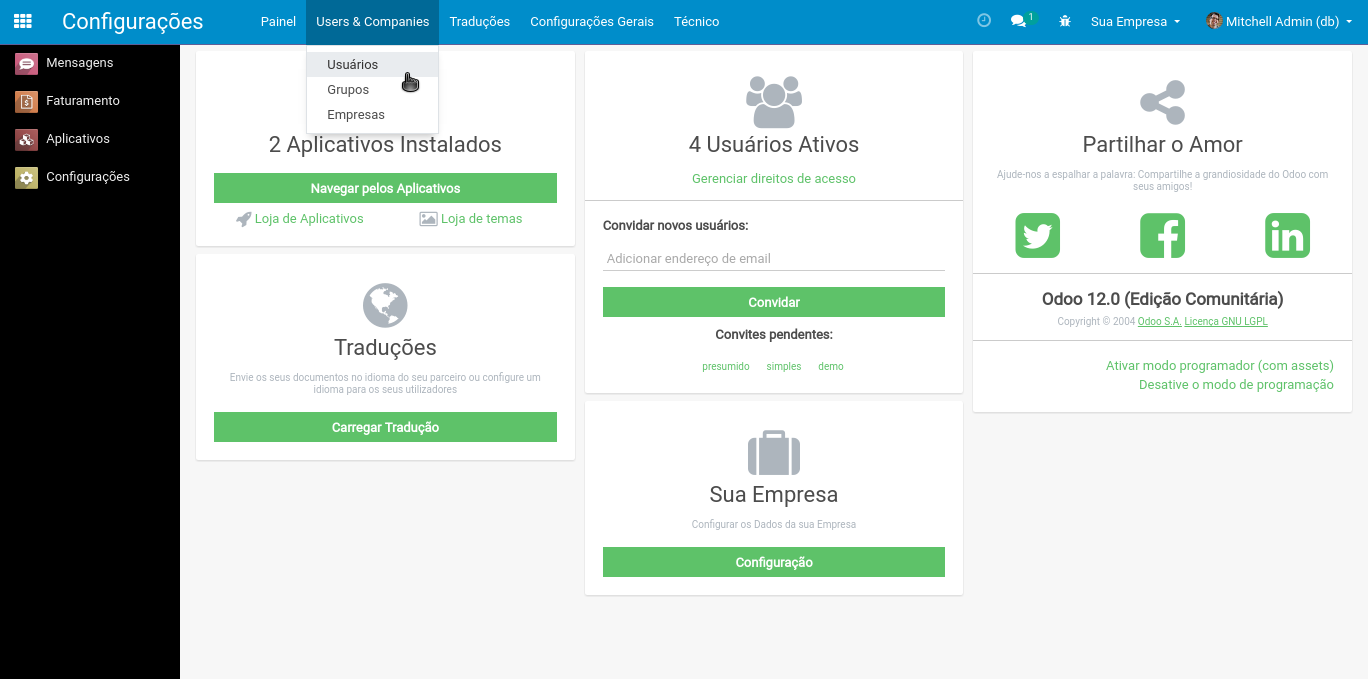 Configurações
Painel
Users & Companies
Traduções
Configurações Gerais
Técnico
1
Sua Empresa
Mitchell Admin (db)
Mensagens
Faturamento
Aplicativos
Configurações
Usuários
Grupos
Empresas
2 Aplicativos Instalados
Navegar pelos Aplicativos
Loja de Aplicativos
Loja de temas
Traduções
Envie os seus documentos no idioma do seu parceiro ou configure um
idioma para os seus utilizadores
Carregar Tradução
4 Usuários Ativos
Gerenciar direitos de acesso
Convidar novos usuários:
Adicionar endereço de email
Convidar
Convites pendentes:
presumido simples demo
Sua Empresa
Configurar os Dados da sua Empresa
Configuração
Partilhar o Amor
Ajude-nos a espalhar a palavra: Compartilhe a grandiosidade do Odoo com
seus amigos!
Odoo 12.0 (Edição Comunitária)
Copyright © 2004 Odoo S.A. Licença GNU LGPL
Ativar modo programador (com assets)
Desative o modo de programação